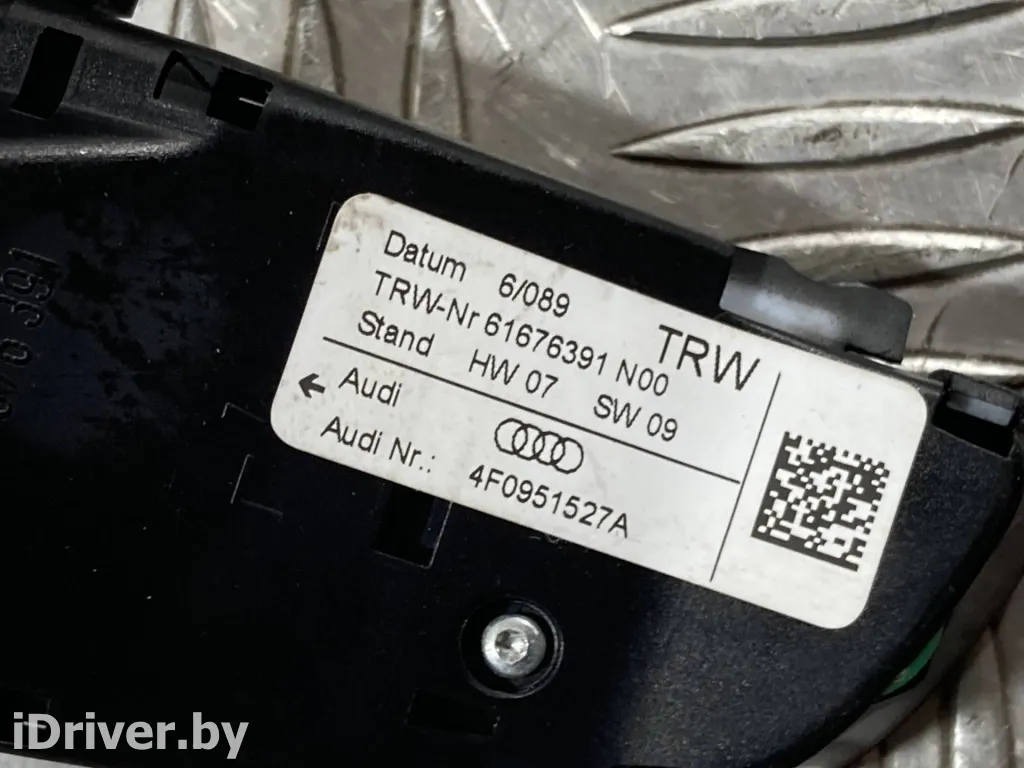 Datum 6/089
TRW-Nr 61676391 N00
TRW
Stand HW 07 SW 09
← Audi
Audi Nr.: 4F0951527A
391
iDriver.by